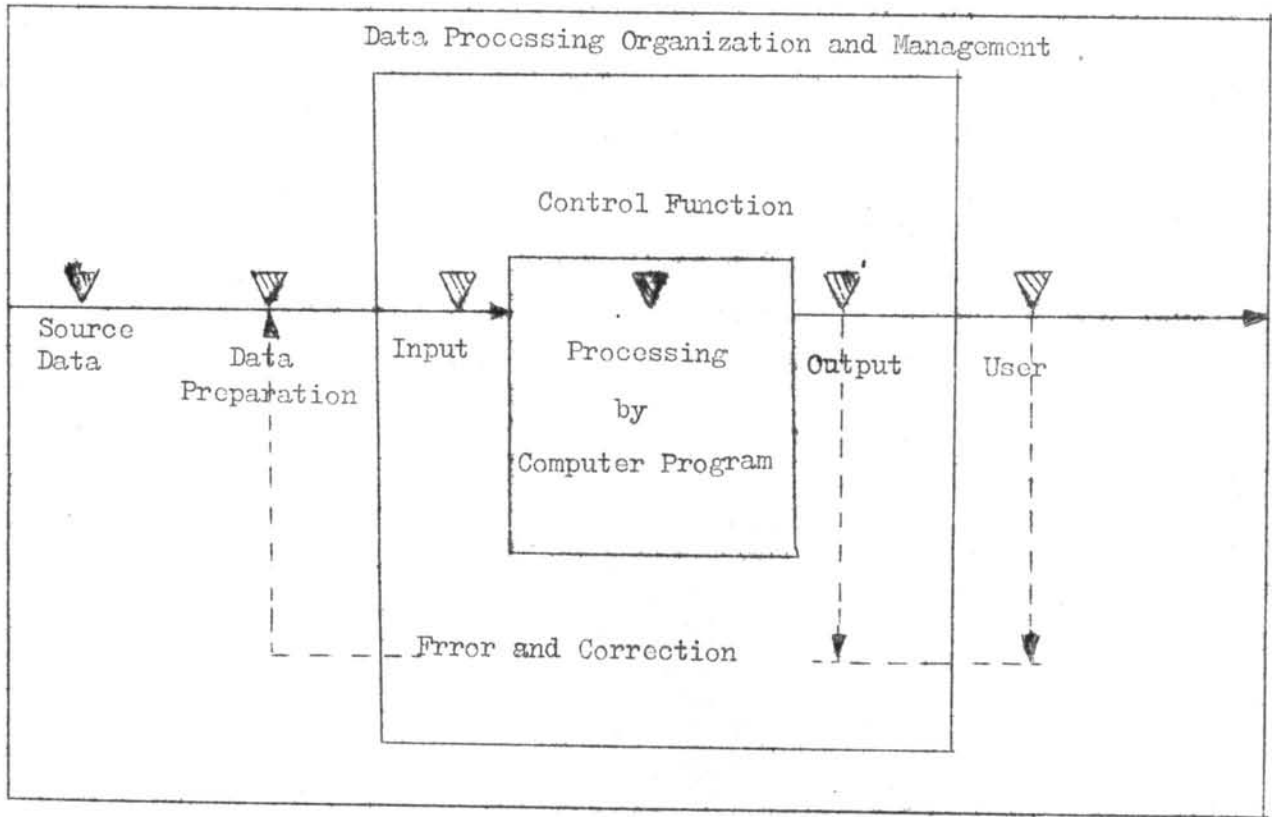 Data Processing Organization and Management
Control Function
Source
Data
Data
Preparation
Input
Processing
by
Computer Program
Output
User
Frror and Correction